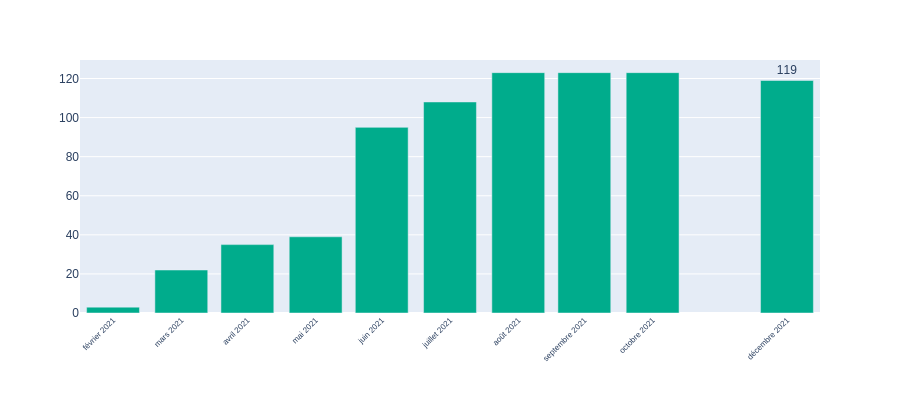 119
120
100
80
60
40
20
0
février 2021
mars 2021
avril 2021
mai 2021
juin 2021
juillet 2021
août 2021
septembre 2021
octobre 2021
décembre 2021